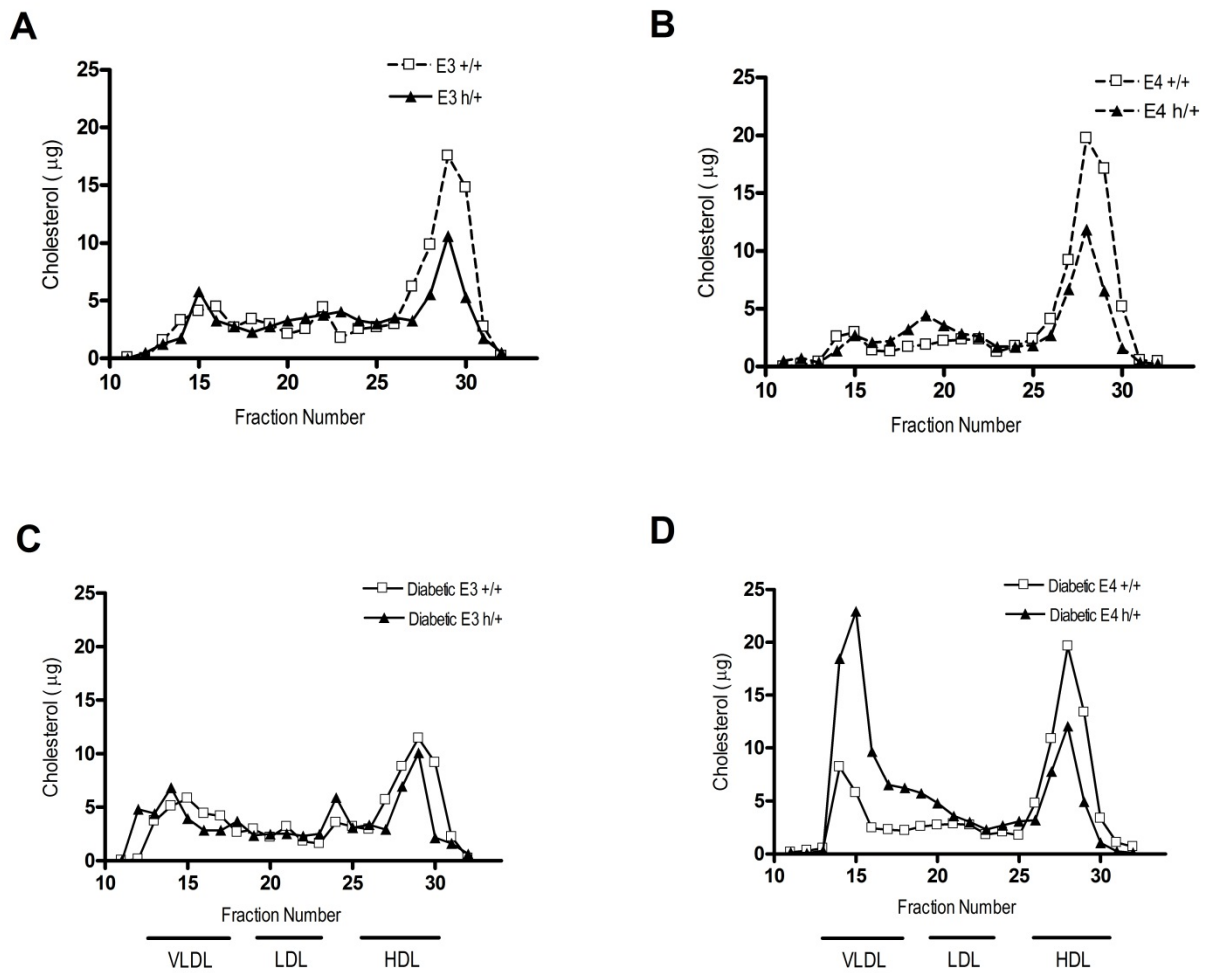 A
E3 +/+
E3 h/+
25
20
15
10
5
0
Cholesterol ( μg)
10 15 20 25 30
Fraction Number
B
E4 +/+
E4 h/+
25
20
15
10
5
0
Cholesterol ( μg)
10 15 20 25 30
Fraction Number
C
Diabetic E3 +/+
Diabetic E3 h/+
25
20
15
10
5
0
Cholesterol ( μg)
10 15 20 25 30
Fraction Number
VLDL LDL HDL
D
Diabetic E4 +/+
Diabetic E4 h/+
25
20
15
10
5
0
Cholesterol ( μg)
10 15 20 25 30
Fraction Number
VLDL LDL HDL